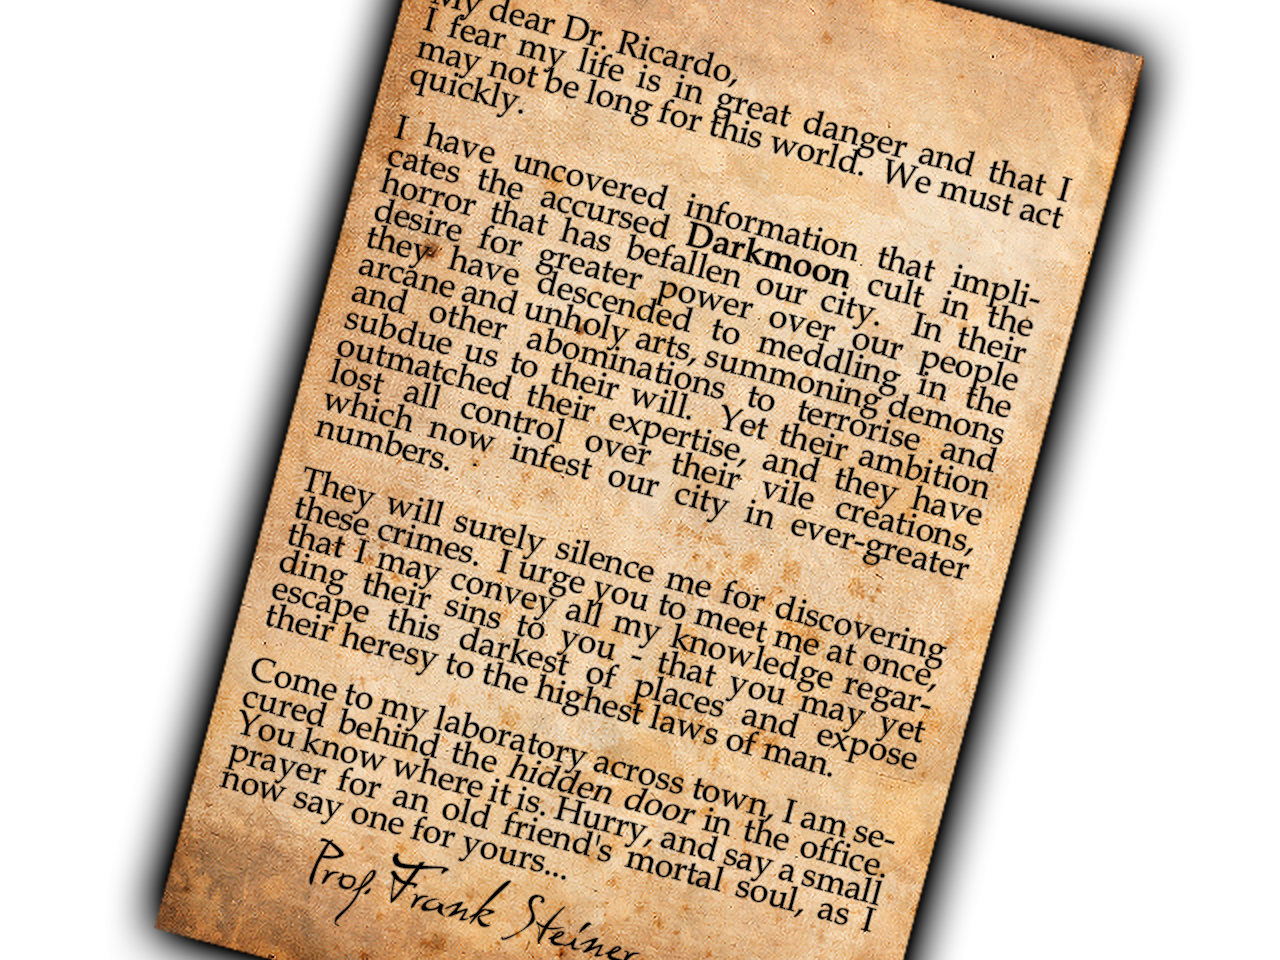 My dear Dr. Ricardo,
I fear my life is in great danger and that I
may not be long for this world. We must act
quickly.
I have uncovered information that impli-
cates the accursed Darkmoon cult in the
horror that has befallen our city. In their
desire for greater power over our people
they have descended to meddling in the
arcane and unholy arts, summoning demons
and other abominations to terrorise and
subdue us to their will. Yet their ambition
outmatched their expertise, and they have
lost all control over their vile creations,
which now infest our city in ever-greater
numbers.
They will surely silence me for discovering
these crimes. I urge you to meet me at once,
that I may convey all my knowledge regar-
ding their sins to you - that you may yet
escape this darkest of places and expose
their heresy to the highest laws of man.
Come to my laboratory across town, I am se-
cured behind the hidden door in the office.
You know where it is. Hurry, and say a small
prayer for an old friend's mortal soul, as I
now say one for yours...
Prof. Frank Steiner